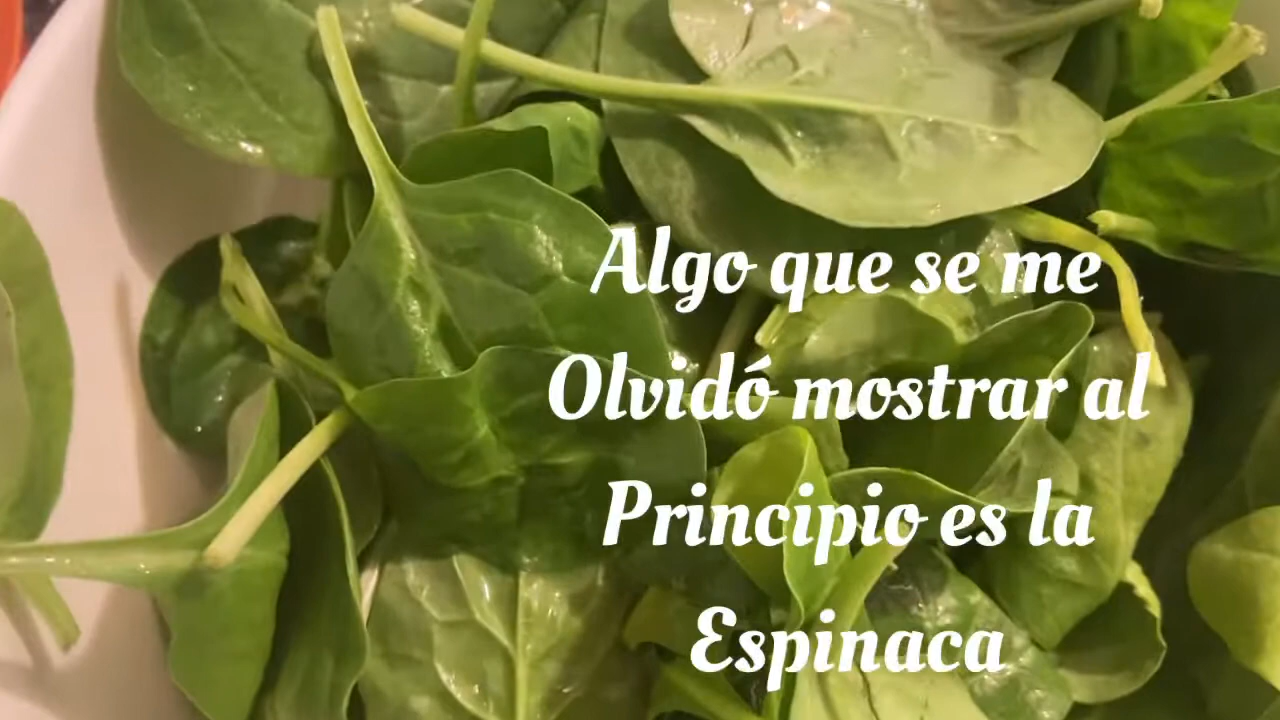 Algo que se me
Olvidó mostrar al
Principio es la
Espinaca